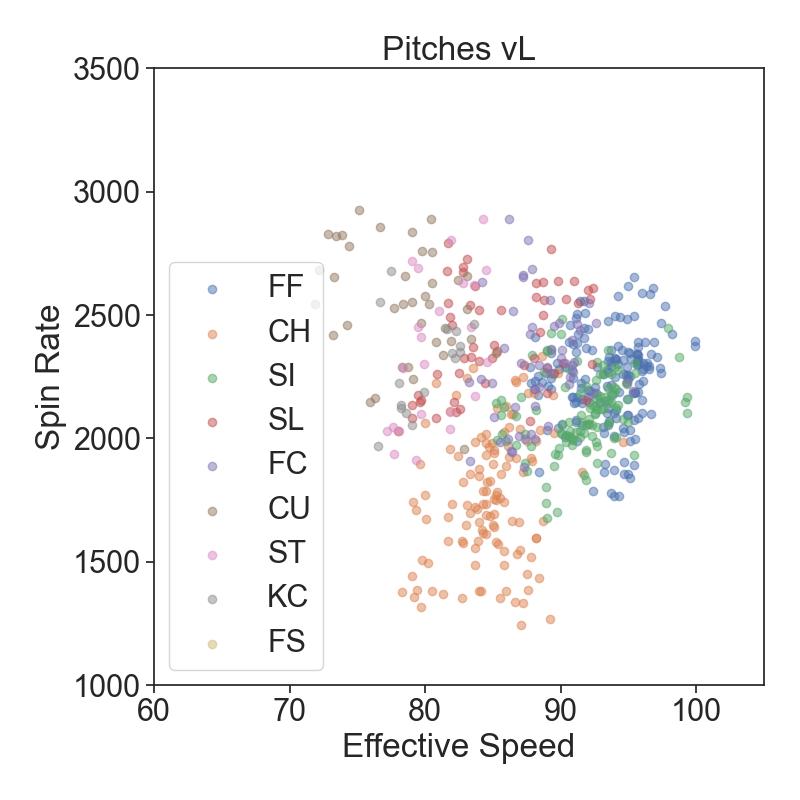 Pitches vL
3500
3000
2500
2000
1500
1000
Spin Rate
FF
CH
SI
SL
FC
CU
ST
KC
FS
60 70 80 90 100
Effective Speed